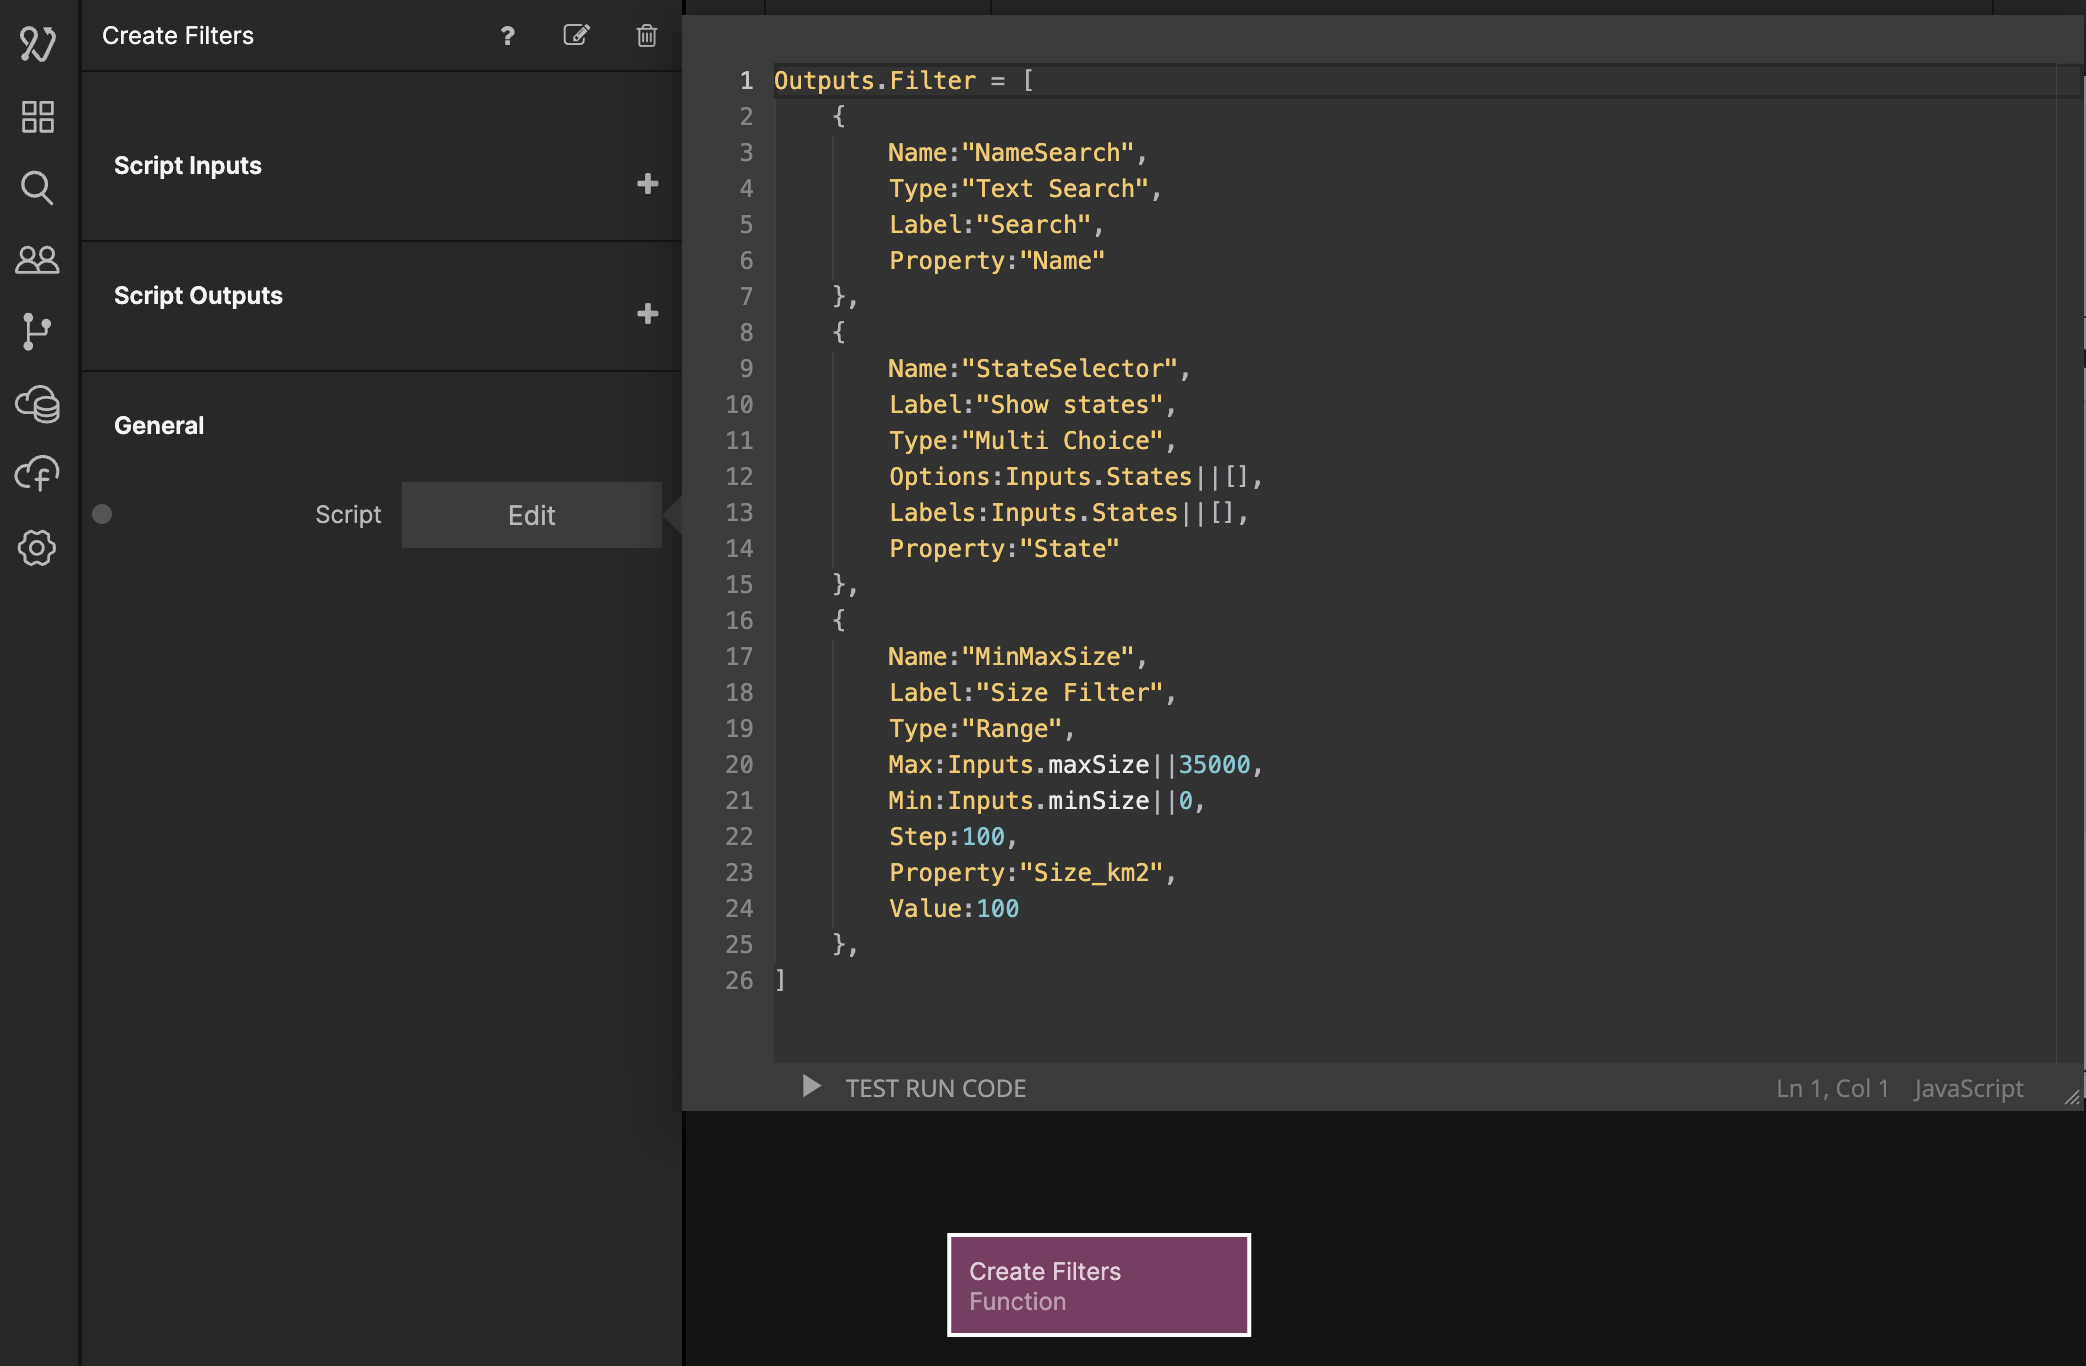 Create Filters
?
Script Inputs
+
Script Outputs
+
General
Script
Edit
1 Outputs.Filter = [
2     {
3         Name:"NameSearch",
4         Type:"Text Search",
5         Label:"Search",
6         Property:"Name"
7     },
8     {
9         Name:"StateSelector",
10         Label:"Show states",
11         Type:"Multi Choice",
12         Options:Inputs.States||[],
13         Labels:Inputs.States||[],
14         Property:"State"
15     },
16     {
17         Name:"MinMaxSize",
18         Label:"Size Filter",
19         Type:"Range",
20         Max:Inputs.maxSize||35000,
21         Min:Inputs.minSize||0,
22         Step:100,
23         Property:"Size_km2",
24         Value:100
25     },
26 ]
TEST RUN CODE
Ln 1, Col 1 JavaScript
Create Filters
Function